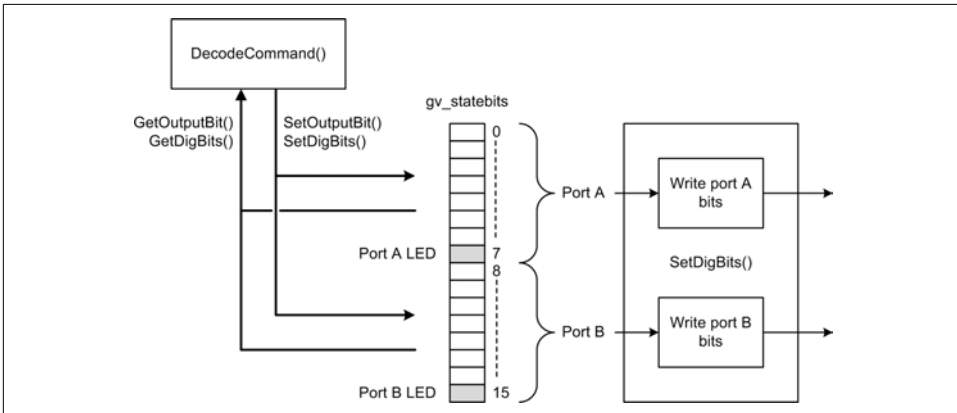 DecodeCommand()
gv_statebits
GetOutputBit()
GetDigBits()
SetOutputBit()
SetDigBits()
0
Port A
Write port A
bits
Port A LED
7
8
SetDigBits()
Port B
Write port B
bits
Port B LED
15